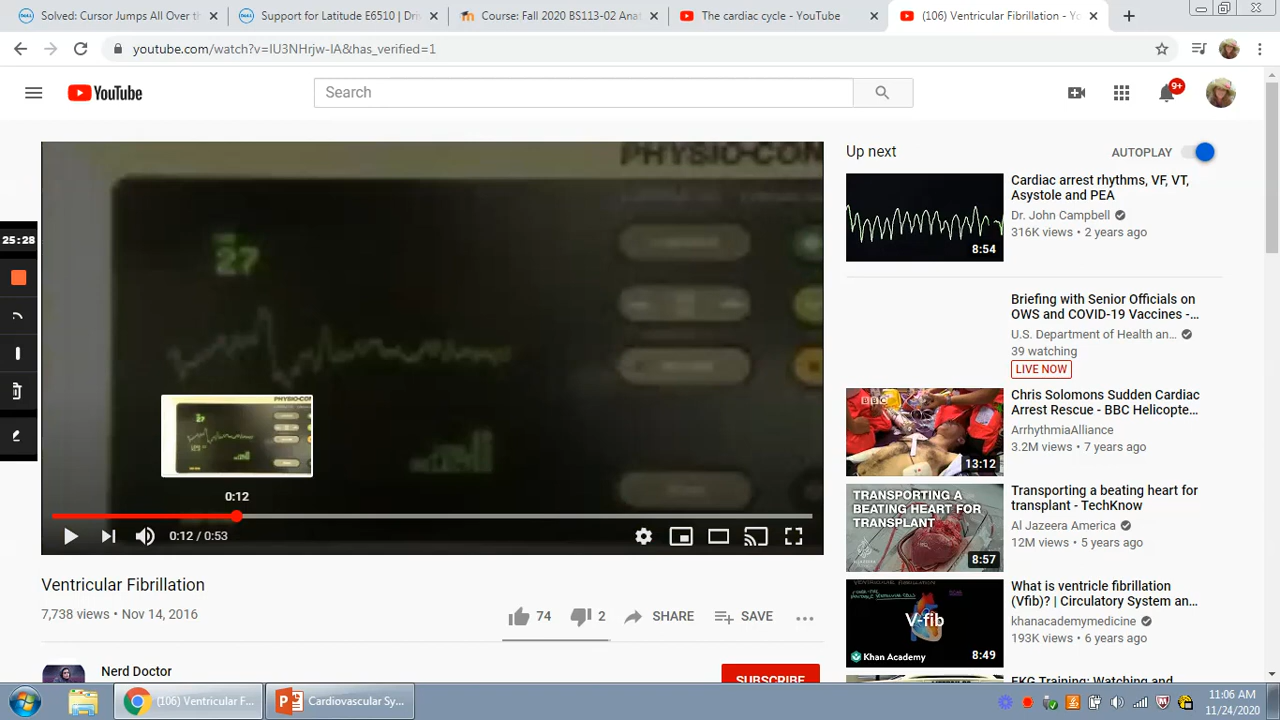 Solved: Cursor Jumps All Over th
Support for Latitude E6510 | Dri
Course: Fall 2020 BS113-02 Anat
The cardiac cycle - YouTube
(106) Ventricular Fibrillation - Yo
youtube.com/watch?v=IU3NHrjw-IA&has_verified=1
YouTube
Search
9+
Up next
AUTOPLAY
PHYSIO-CON
25:28
Cardiac arrest rhythms, VF, VT,
Asystole and PEA
Dr. John Campbell
316K views • 2 years ago
8:54
Briefing with Senior Officials on
OWS and COVID-19 Vaccines -...
U.S. Department of Health an...
39 watching
LIVE NOW
BBC
Chris Solomons Sudden Cardiac
Arrest Rescue - BBC Helicopte...
ArrhythmiaAlliance
3.2M views • 7 years ago
13:12
TRANSPORTING A
BEATING HEART FOR
TRANSPLANT
Transporting a beating heart for
transplant - TechKnow
Al Jazeera America
12M views • 5 years ago
8:57
0:12
0:12 / 0:53
Ventricular Fibrillation
7,738 views • Nov 14, 2016
74
2
SHARE
SAVE
V-fib
Khan Academy
What is ventricle fibrillation
(Vfib)? | Circulatory System an...
khanacademymedicine
193K views • 6 years ago
8:49
Nerd Doctor
SUBSCRIBE
EKG Training: Watching and
(106) Ventricular F...
Cardiovascular Sy...
11:06 AM
11/24/2020